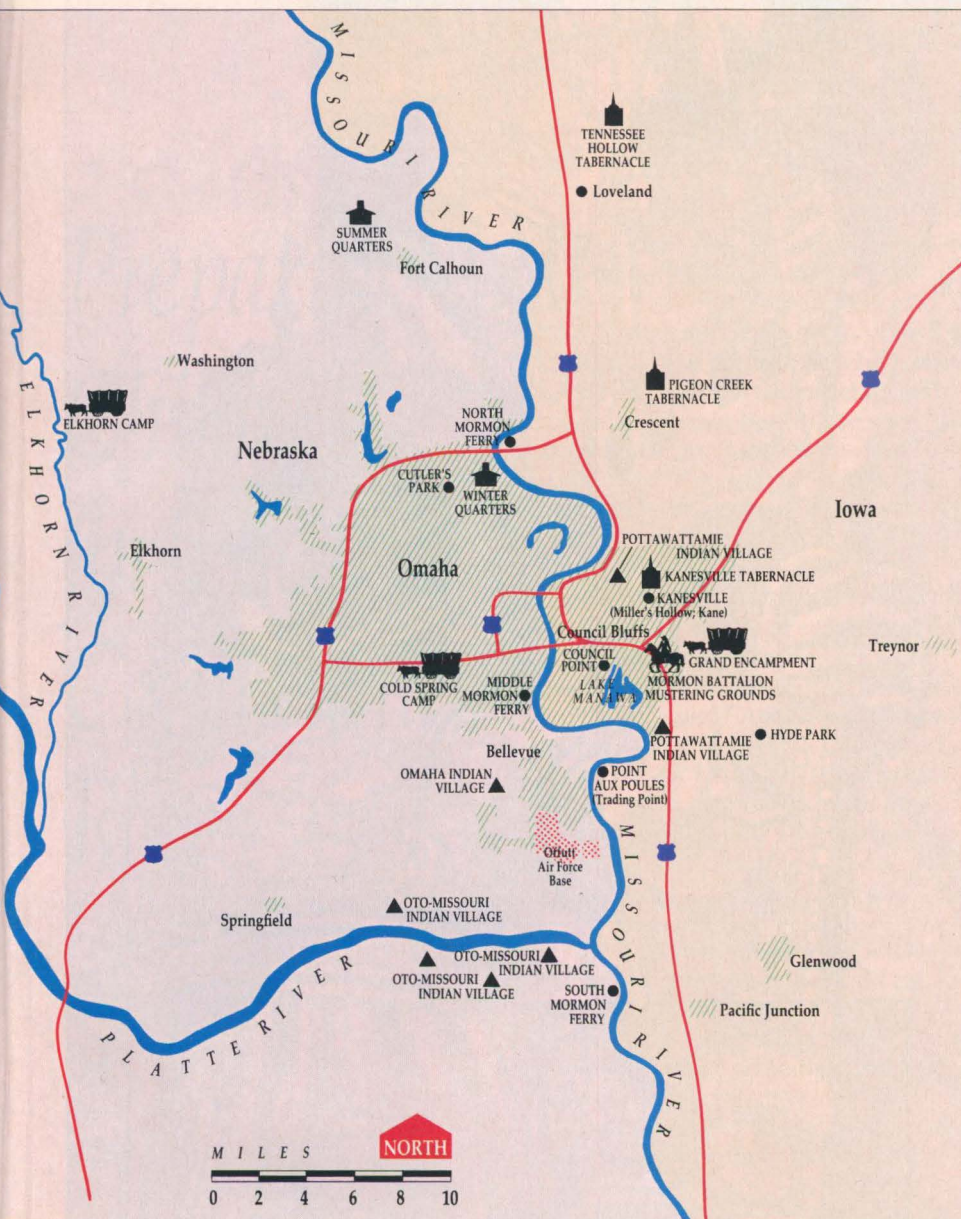 MISSOURI RIVER
TENNESSEE
HOLLOW
TABERNACLE
Loveland
SUMMER
QUARTERS
Fort Calhoun
Washington
ELKHORN CAMP
ELKHORN RIVER
PIGEON CREEK
TABERNACLE
Crescent
Nebraska
NORTH
MORMON
FERRY
CUTLER'S
PARK
WINTER
QUARTERS
Iowa
Elkhorn
Omaha
POTTAWATTAMIE
INDIAN VILLAGE
KANESVILLE TABERNACLE
KANESVILLE
(Miller's Hollow; Kane)
Council Bluffs
Treynor
COUNCIL
POINT
GRAND ENCAMPMENT
MORMON BATTALION
MUSTERING GROUNDS
COLD SPRING
CAMP
LAKE
MANAWA
MIDDLE
MORMON
FERRY
HYDE PARK
POTTAWATTAMIE
INDIAN VILLAGE
Bellevue
OMAHA INDIAN
VILLAGE
POINT
AUX POULES
(Trading Point)
Offutt
Air Force
Base
MISSOURI RIVER
OTO-MISSOURI
INDIAN VILLAGE
Springfield
OTO-MISSOURI
INDIAN VILLAGE
OTO-MISSOURI
INDIAN VILLAGE
Glenwood
SOUTH
MORMON
FERRY
Pacific Junction
PLATTE RIVER
MILES
NORTH
0 2 4 6 8 10